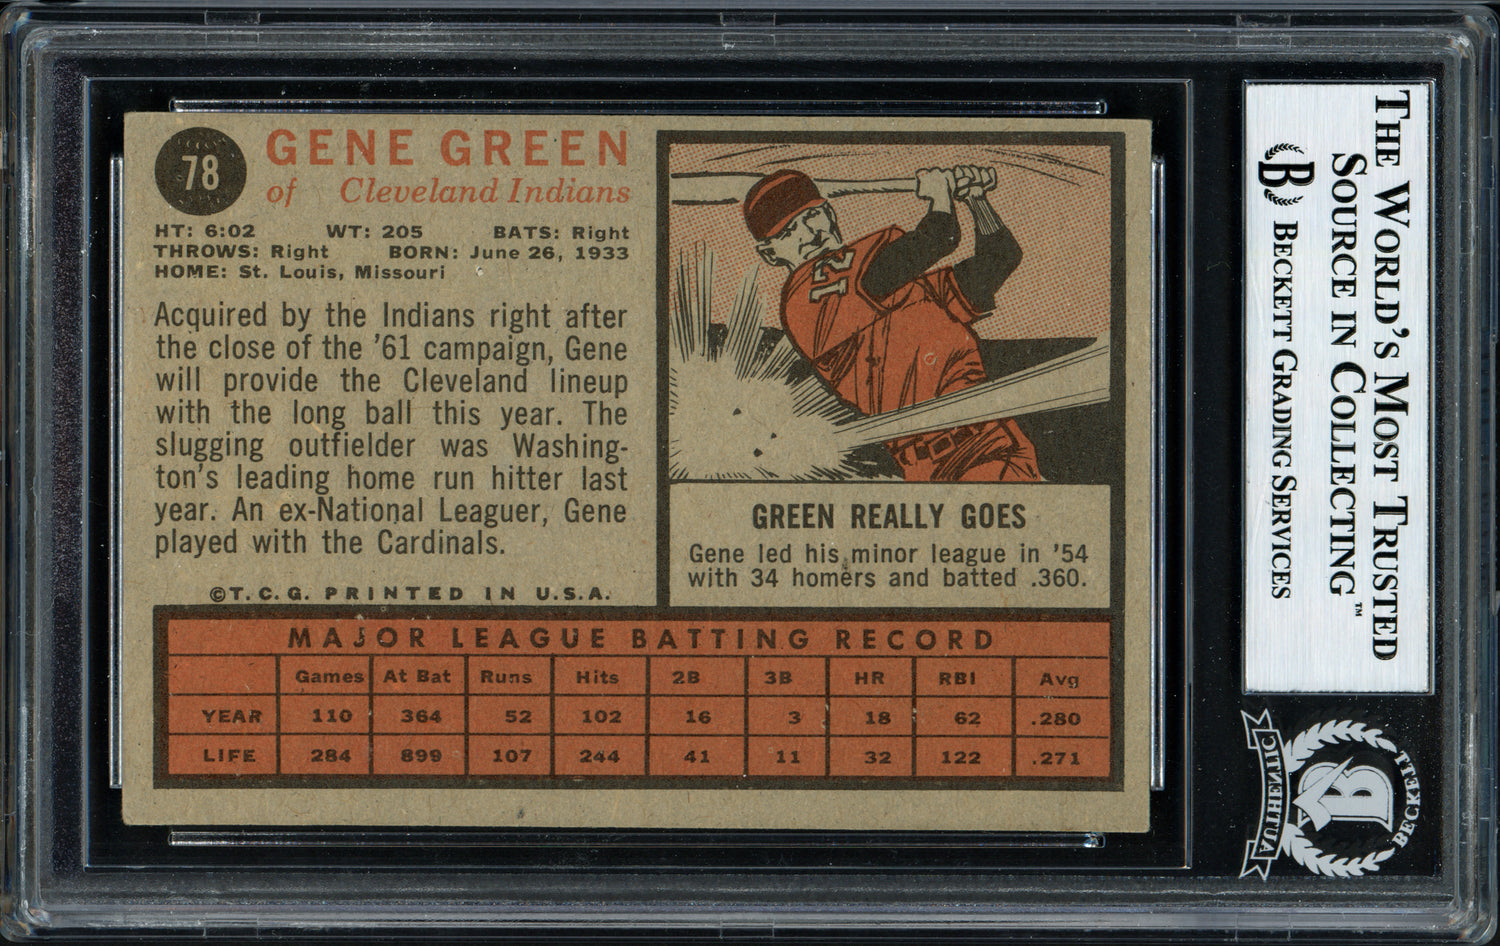 78
GENE GREEN
of Cleveland Indians
HT: 6:02 WT: 205 BATS: Right
THROWS: Right BORN: June 26, 1933
HOME: St. Louis, Missouri
Acquired by the Indians right after
the close of the '61 campaign, Gene
will provide the Cleveland lineup
with the long ball this year. The
slugging outfielder was Washing-
ton's leading home run hitter last
year. An ex-National Leaguer, Gene
played with the Cardinals.
©T.C.G. PRINTED IN U.S.A.
12
GREEN REALLY GOES
Gene led his minor league in '54
with 34 homers and batted .360.
MAJOR LEAGUE BATTING RECORD
Games At Bat Runs Hits 2B 3B HR RBI Avg
YEAR 110 364 52 102 16 3 18 62 .280
LIFE 284 899 107 244 41 11 32 122 .271
THE WORLD'S MOST TRUSTED
SOURCE IN COLLECTING™
B BECKETT GRADING SERVICES
AUTHENTIC
B
BECKETT